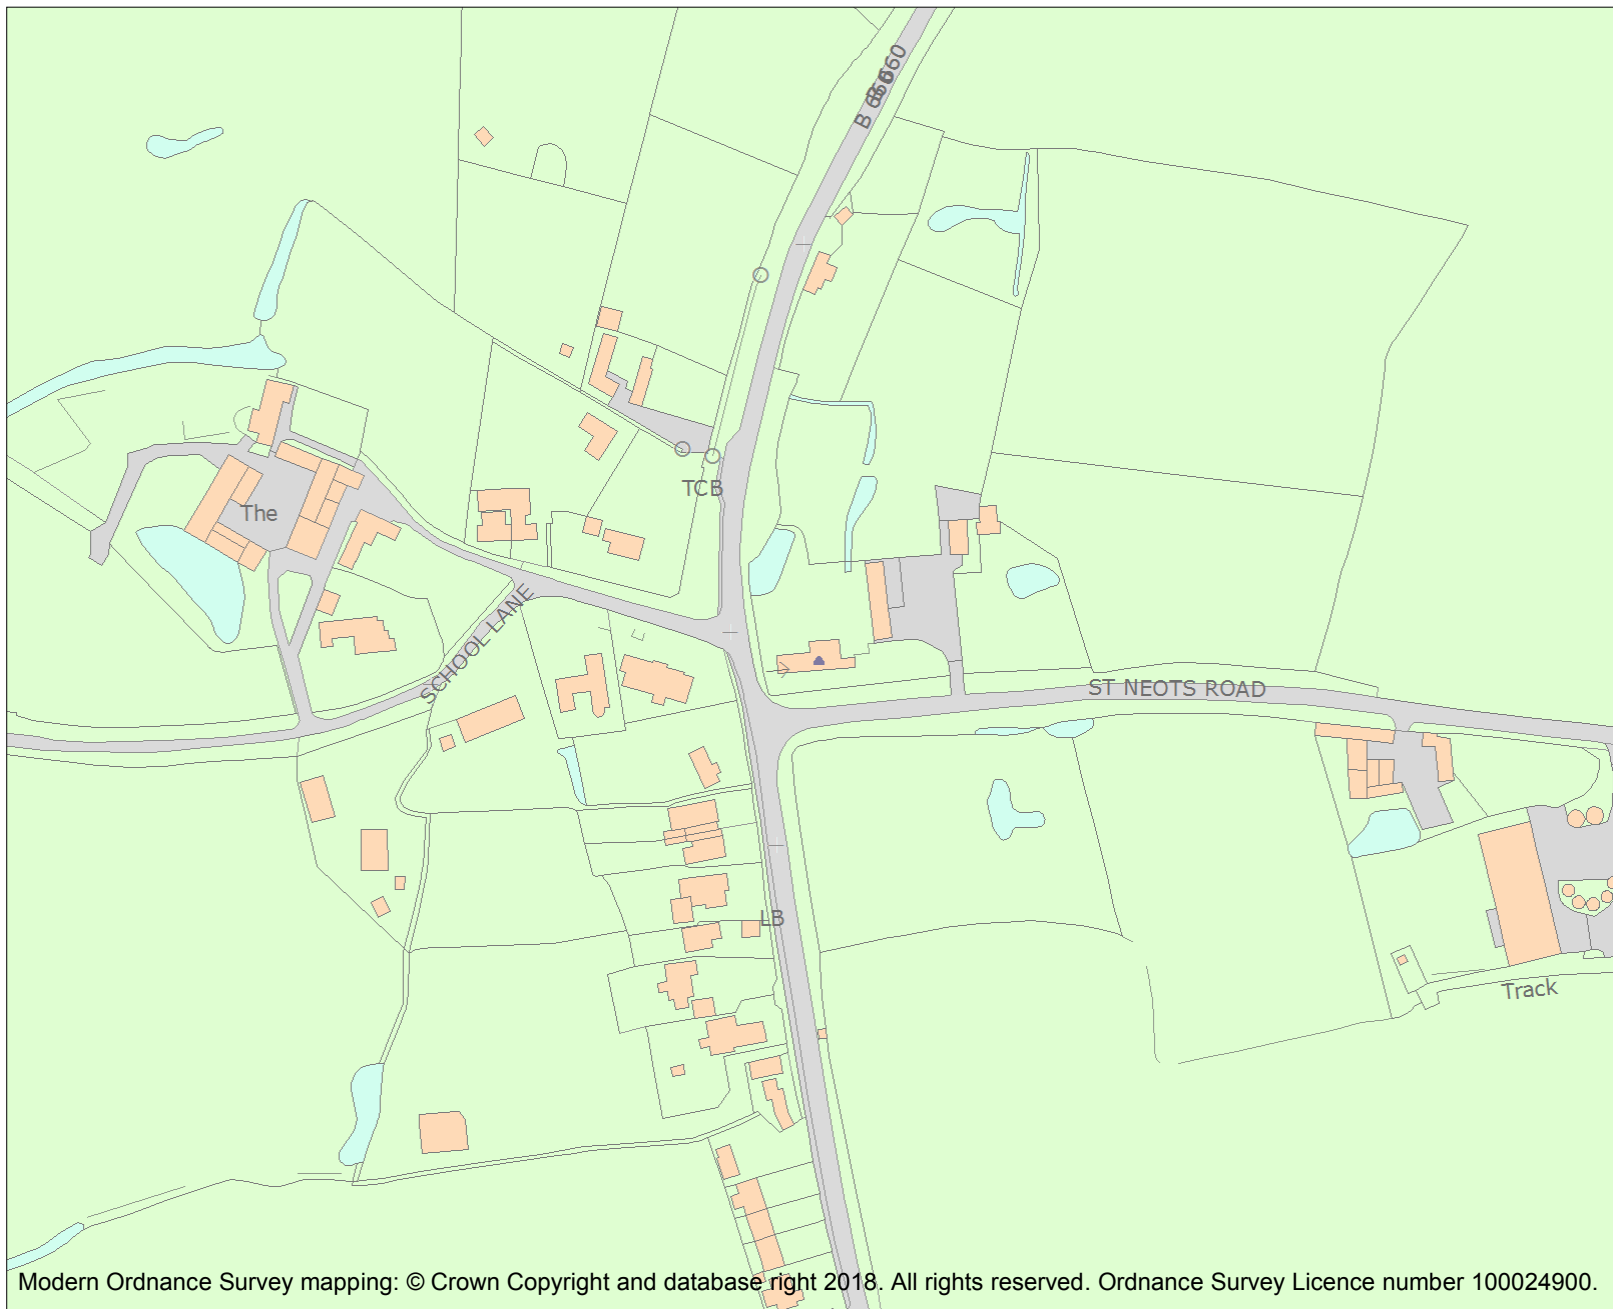 B 660
B 660
The
TCB
SCHOOL LANE
ST NEOTS ROAD
LB
Track
Modern Ordnance Survey mapping: © Crown Copyright and database right 2018. All rights reserved. Ordnance Survey Licence number 100024900.